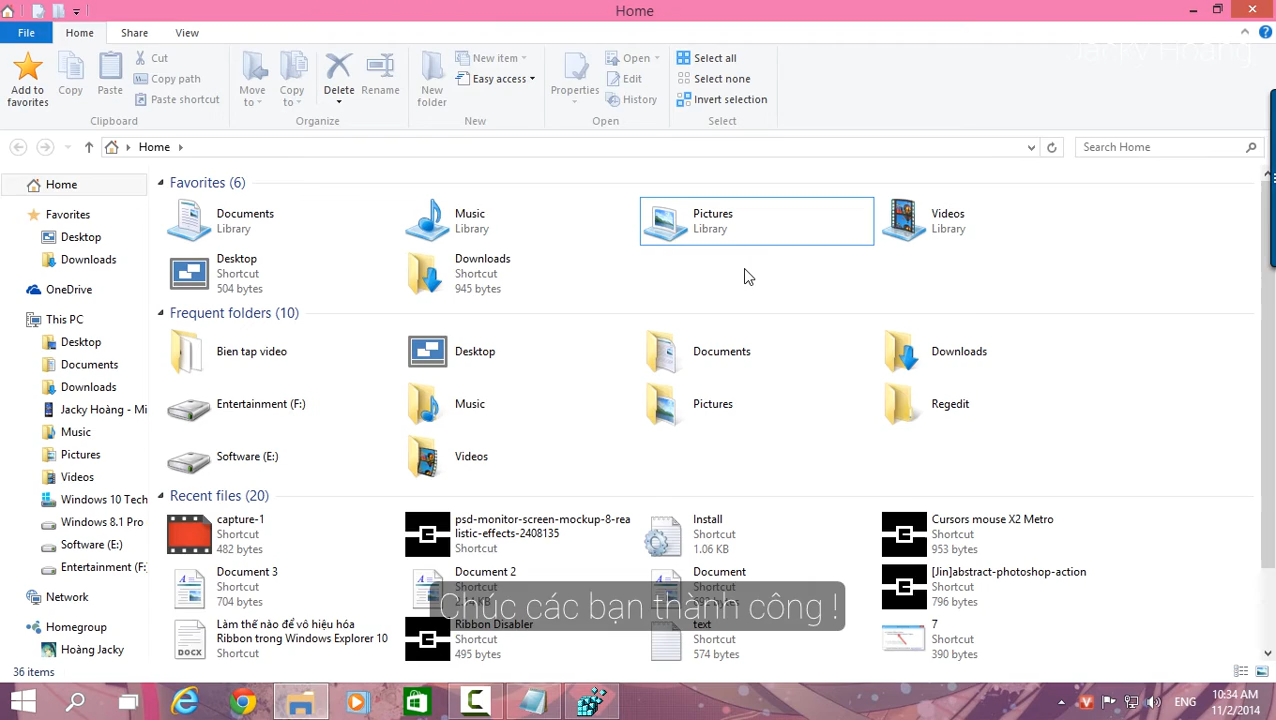 Home
File
Home
Share
View
Jacky Hoàng
Add to favorites
Copy
Paste
Cut
Copy path
Paste shortcut
Clipboard
Move to
Copy to
Delete
Rename
Organize
New folder
New item
Easy access
New
Properties
Open
Edit
History
Open
Select all
Select none
Invert selection
Select
Home
Search Home
Home
Favorites
Desktop
Downloads
OneDrive
This PC
Desktop
Documents
Downloads
Jacky Hoàng - Mi
Music
Pictures
Videos
Windows 10 Tech
Windows 8.1 Pro
Software (E:)
Entertainment (F:
Network
Homegroup
Hoàng Jacky
Favorites (6)
Documents
Library
Music
Library
Pictures
Library
Videos
Library
Desktop
Shortcut
504 bytes
Downloads
Shortcut
945 bytes
Frequent folders (10)
Bien tap video
Desktop
Documents
Downloads
Entertainment (F:)
Music
Pictures
Regedit
Software (E:)
Videos
Recent files (20)
capture-1
Shortcut
482 bytes
psd-monitor-screen-mockup-8-rea
listic-effects-2408135
Shortcut
Install
Shortcut
1.06 KB
Cursors mouse X2 Metro
Shortcut
953 bytes
Document 3
Shortcut
704 bytes
Document 2
Document
[Jin]abstract-photoshop-action
Shortcut
796 bytes
Chúc các bạn thành công !
Làm thế nào để vô hiệu hóa
Ribbon trong Windows Explorer 10
Shortcut
DOCX
Ribbon Disabler
Shortcut
495 bytes
text
Shortcut
574 bytes
7
Shortcut
390 bytes
36 items
ENG
10:34 AM
11/2/2014